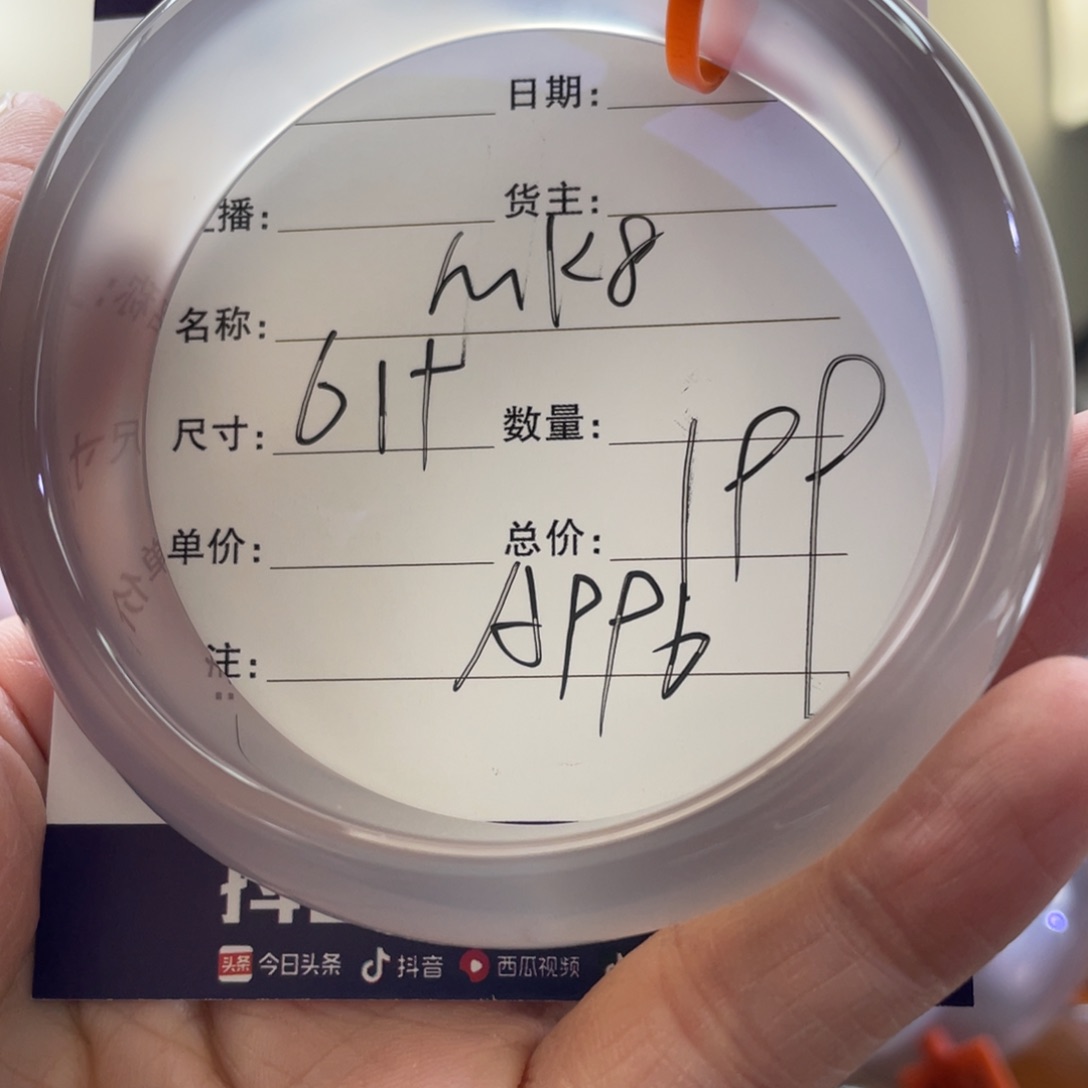 日期:
播: 货主:
mk8
名称:
61+
尺寸: 数量:
199
单价: 总价:
APPb
注:
今日头条 抖音 西瓜视频